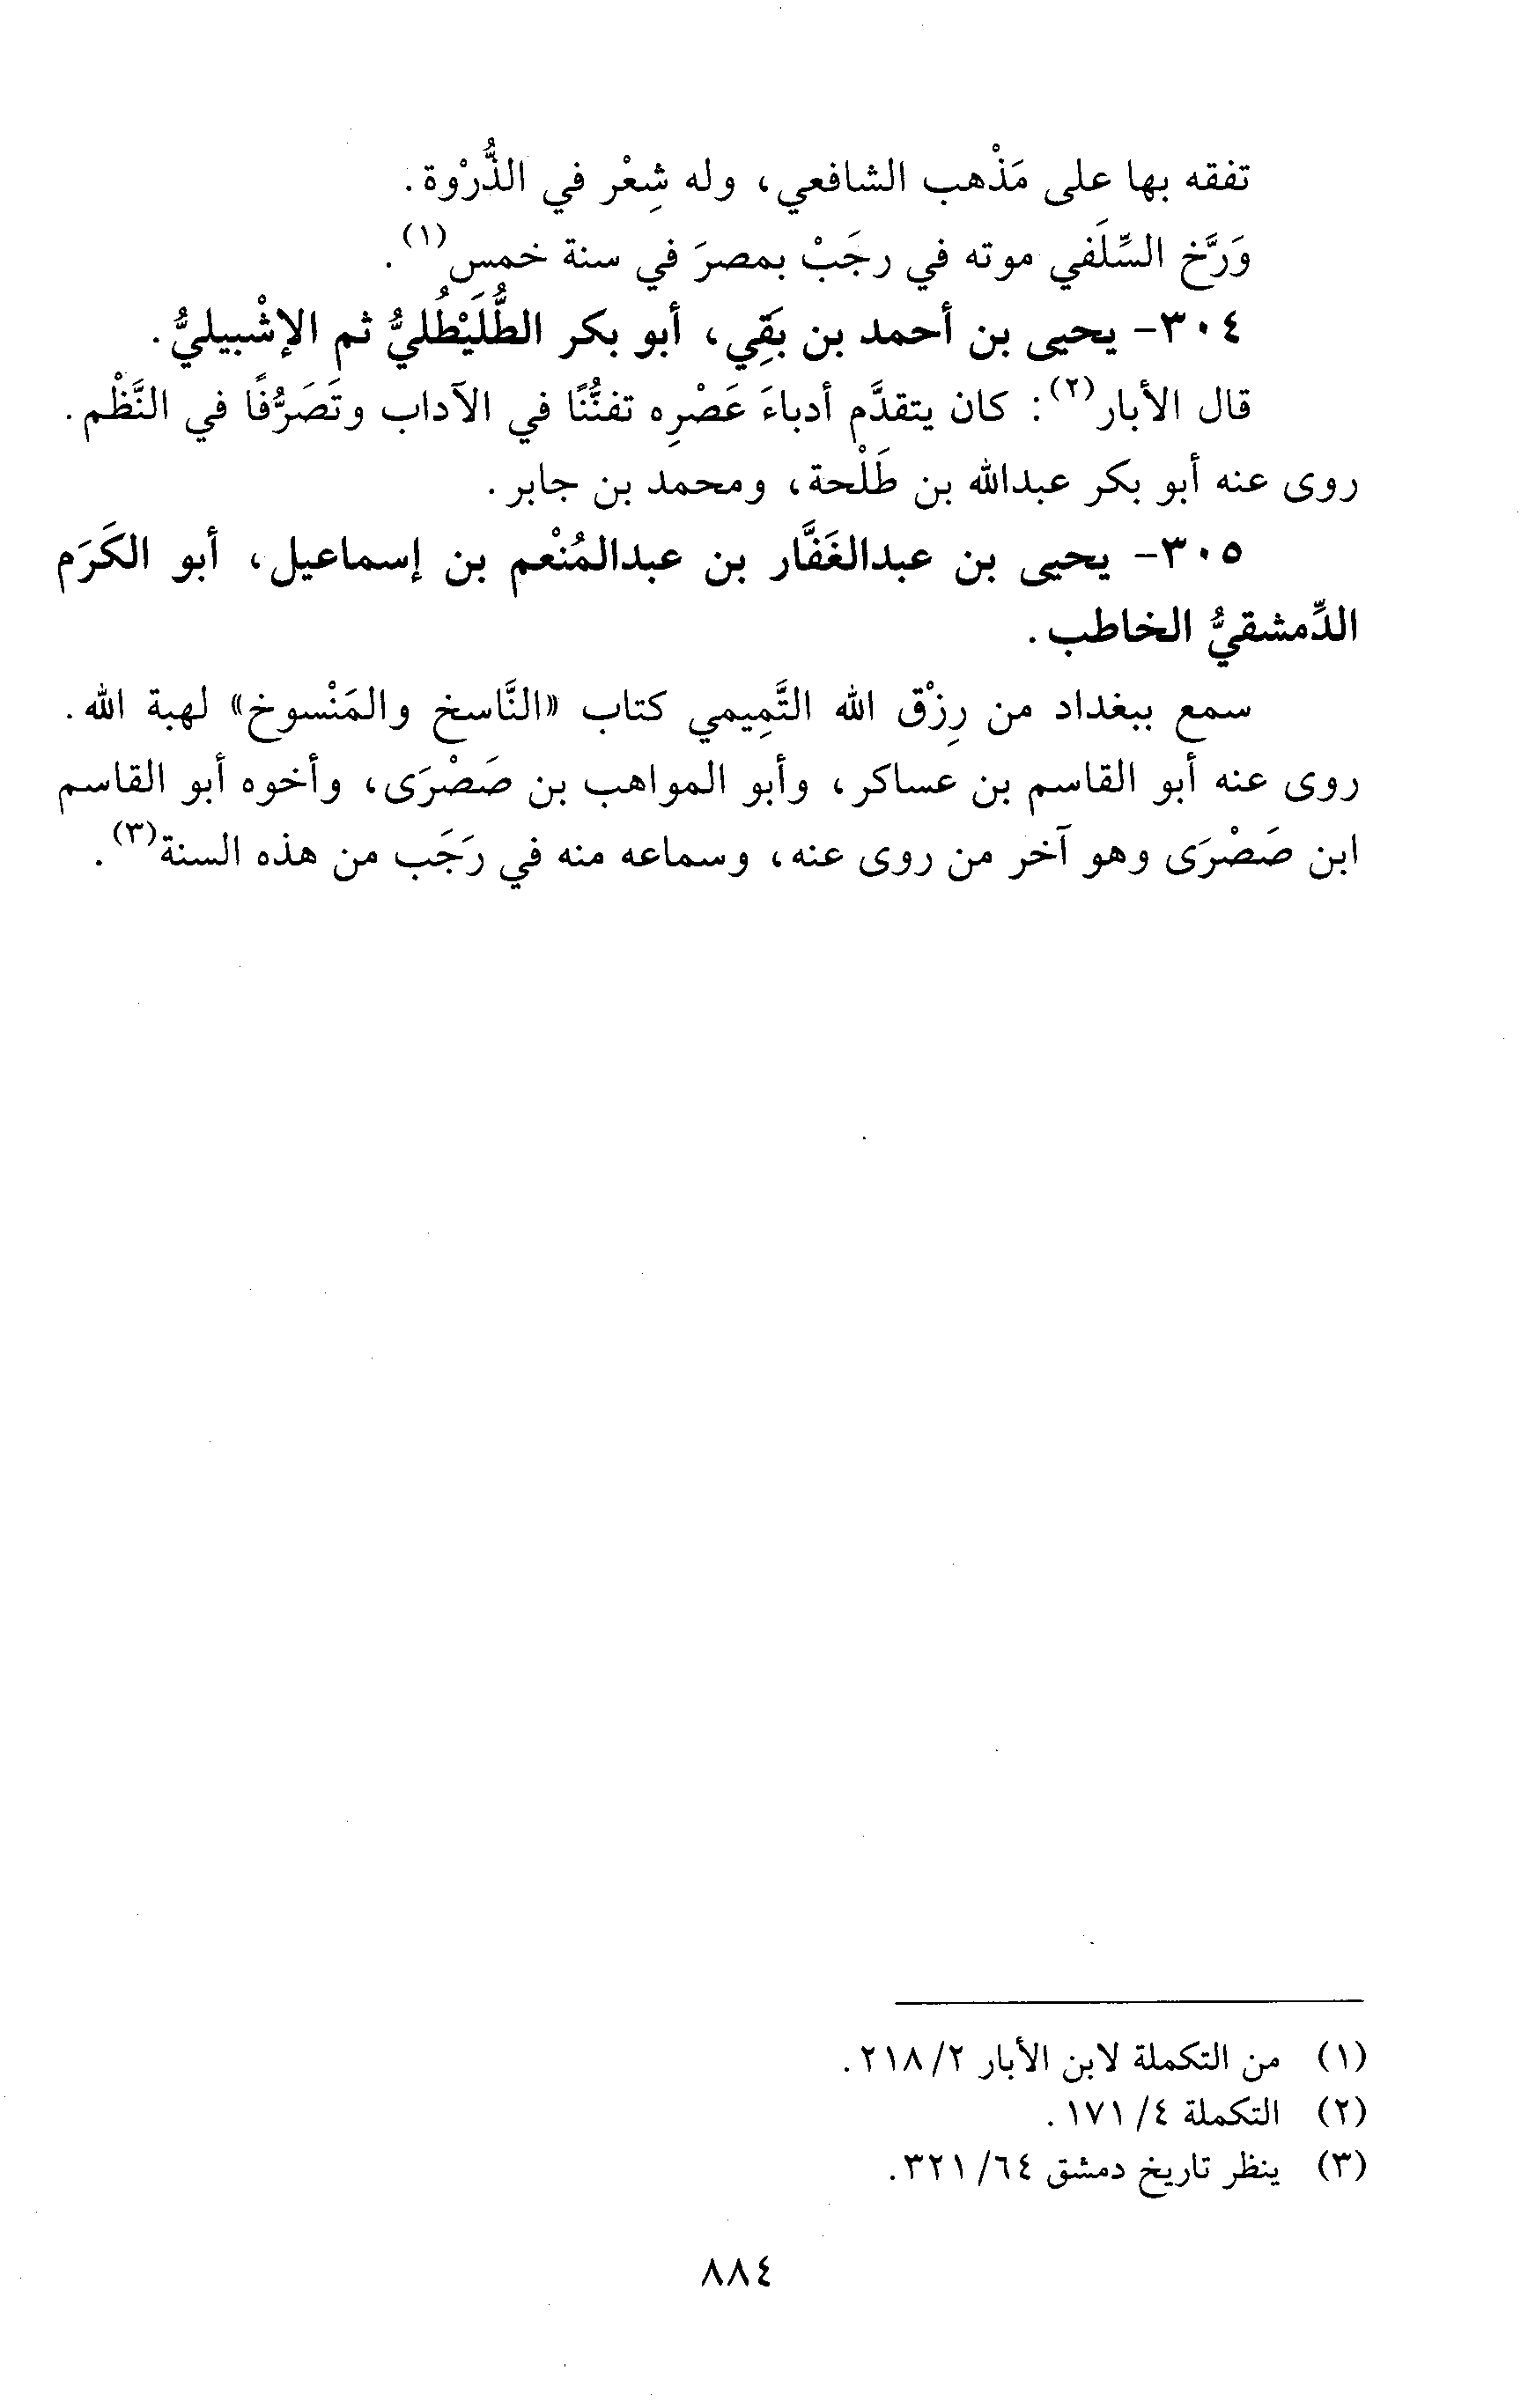 تفقه بها على مَذْهب الشافعي، وله شِعْر في الذُّرْوة.
وَرَّخ السِّلَفي موته في رجَبْ بمصرَ في سنة خمسٍ(١).
٣٠٤- يحيى بن أحمد بن بَقِي، أبو بكر الطُّلَيْطُليُّ ثم الإشْبيليُّ.
قال الأبار(٢): كان يتقدَّم أدباءَ عَصْرِه تفنُّنًا في الآداب وتَصَرُّفًا في النَّظْم.
روى عنه أبو بكر عبدالله بن طَلْحة، ومحمد بن جابر.
٣٠٥- يحيى بن عبدالغَفَّار بن عبدالمُنْعم بن إسماعيل، أبو الكَرَم
الدِّمشقيُّ الخاطب.
سمع ببغداد من رِزْق الله التَّمِيمي كتاب «النَّاسخ والمَنْسوخ» لهبة الله.
روى عنه أبو القاسم بن عساكر، وأبو المواهب بن صَصْرَى، وأخوه أبو القاسم
ابن صَصْرَى وهو آخر من روى عنه، وسماعه منه في رَجَب من هذه السنة(٣).
(١) من التكملة لابن الأبار ٢/ ٢١٨.
(٢) التكملة ٤/ ١٧١.
(٣) ينظر تاريخ دمشق ٦٤/ ٣٢١.
٨٨٤